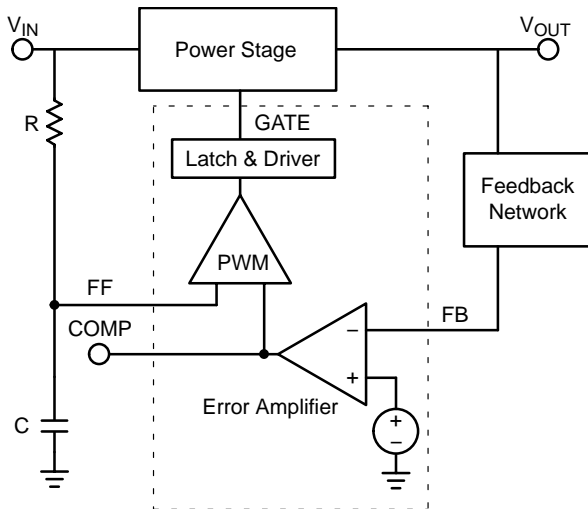 VIN
VOUT
Power Stage
R
GATE
Latch & Driver
Feedback
Network
PWM
FF
FB
COMP
−
+
Error Amplifier
+
−
C